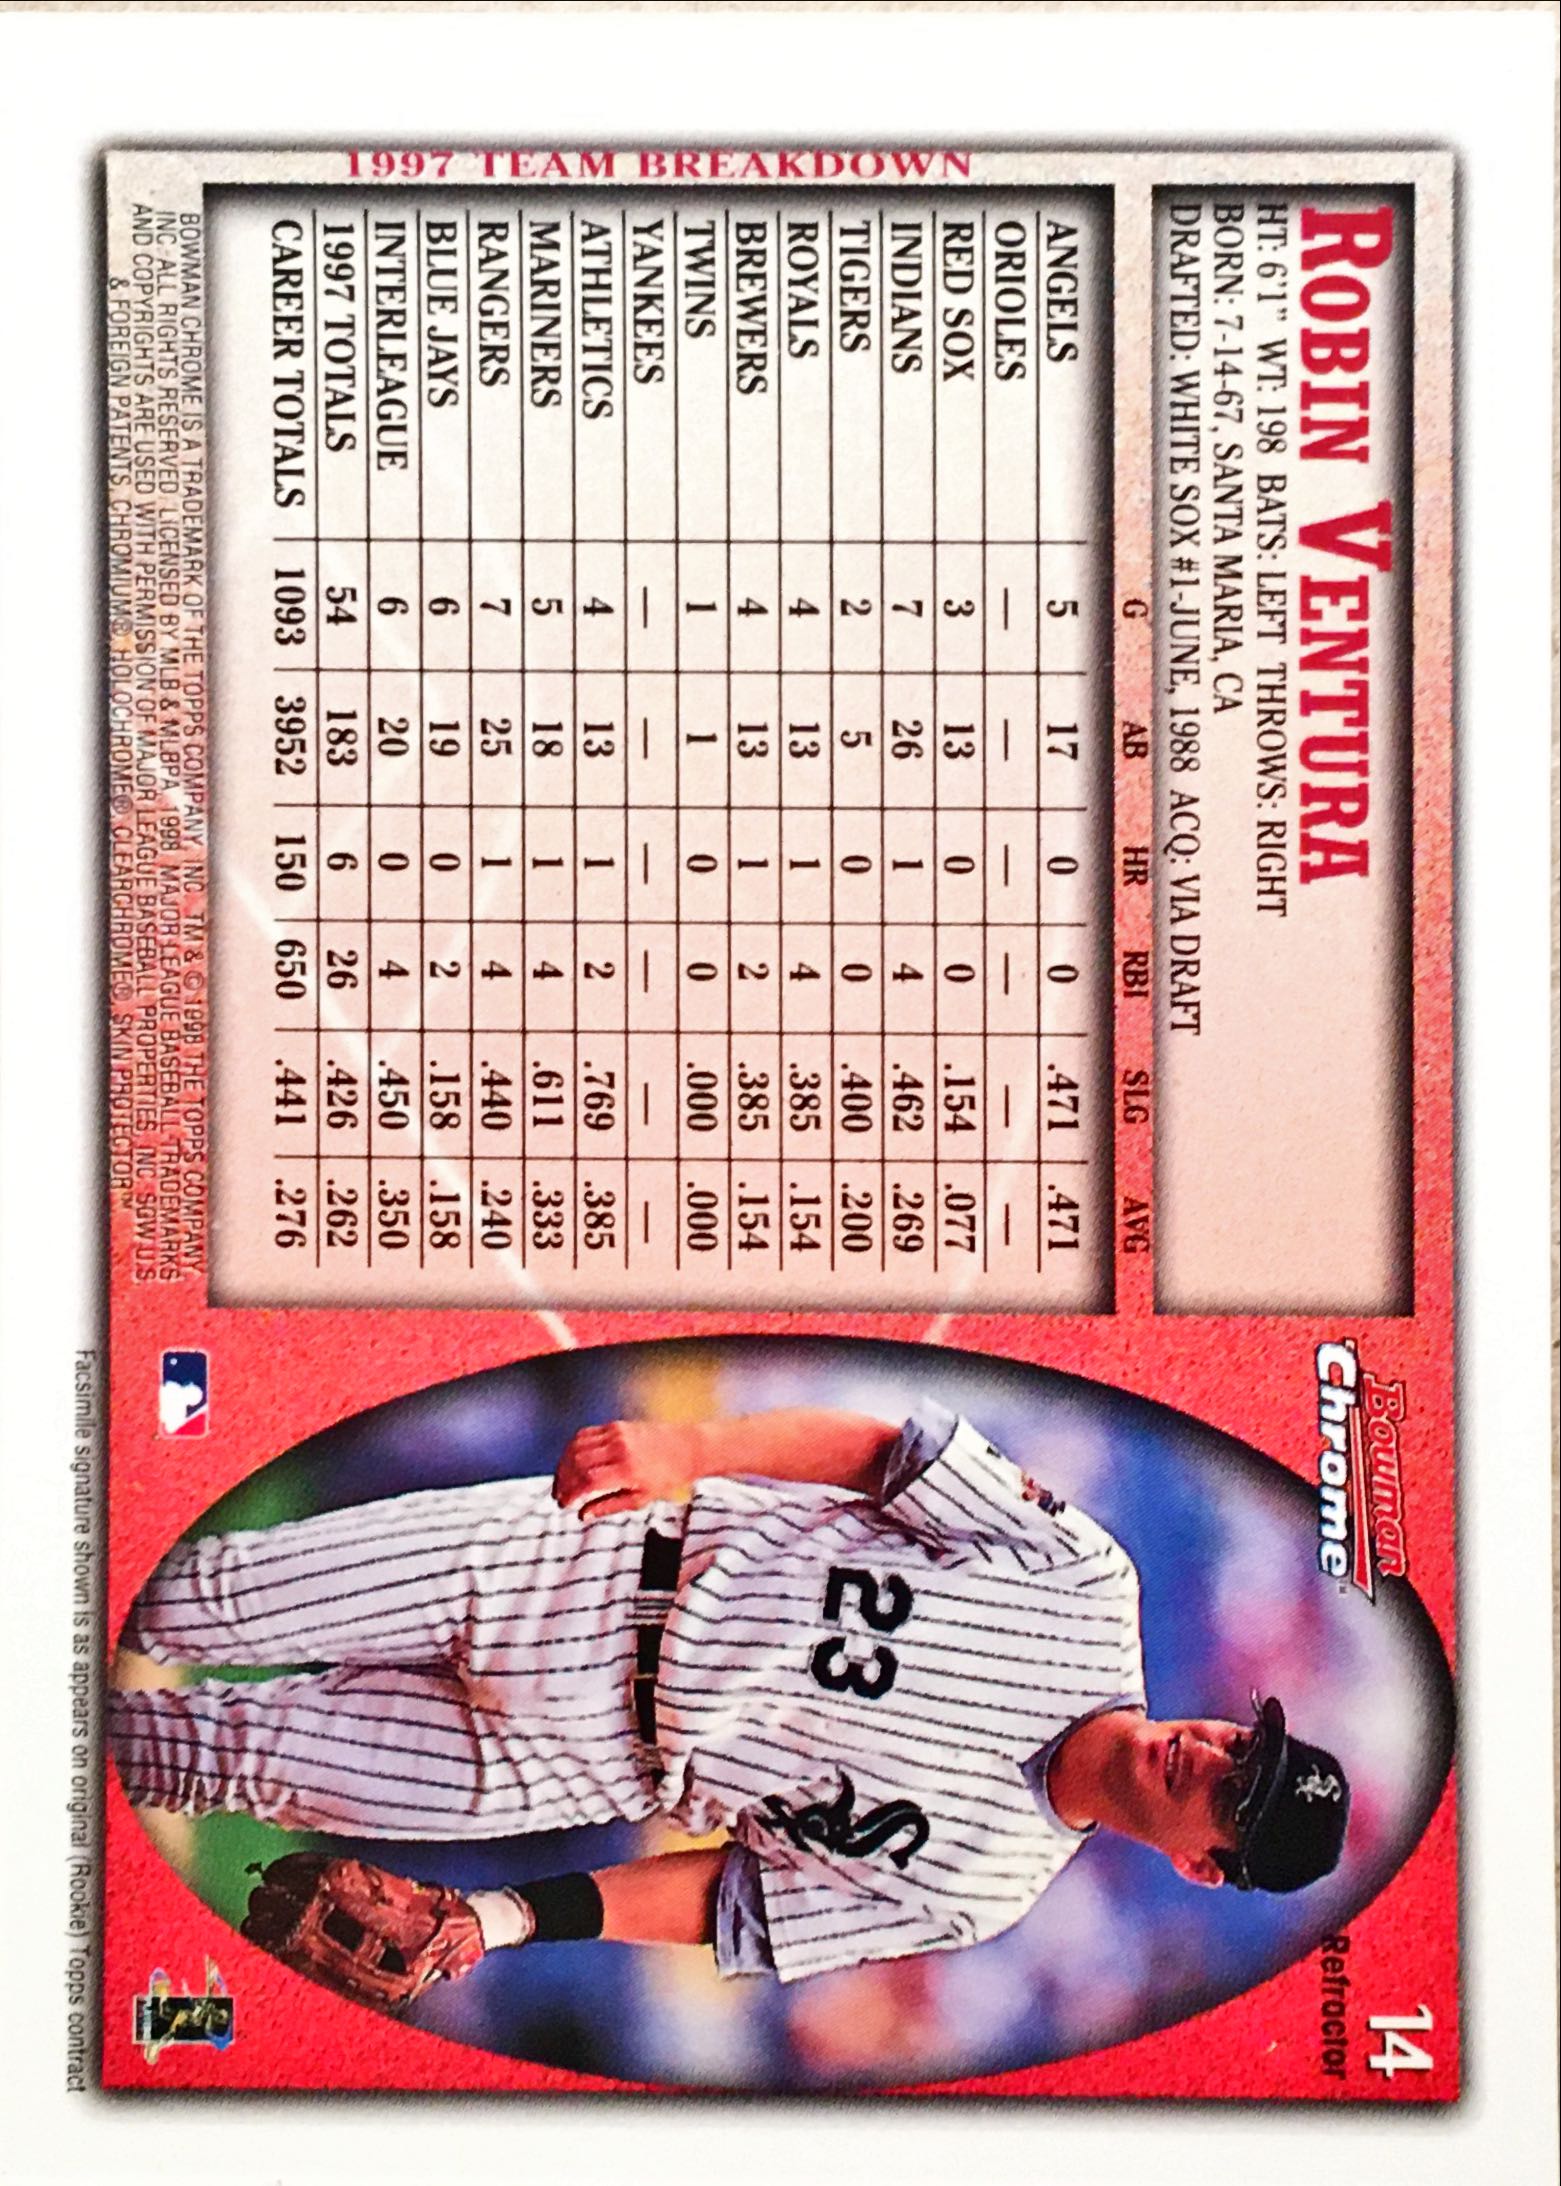 14
Refractor
Bowman
Chrome
ROBIN VENTURA
HT: 6'1" WT: 198 BATS: LEFT THROWS: RIGHT
BORN: 7-14-67, SANTA MARIA, CA
DRAFTED: WHITE SOX #1-JUNE, 1988 ACQ: VIA DRAFT
1997 TEAM BREAKDOWN
G AB HR RBI SLG AVG
ANGELS 5 17 0 0 .471 .471
ORIOLES — — — — — —
RED SOX 3 13 0 0 .154 .077
INDIANS 7 26 1 4 .462 .269
TIGERS 2 5 0 0 .400 .200
ROYALS 4 13 1 4 .385 .154
BREWERS 4 13 1 2 .385 .154
TWINS 1 1 0 0 .000 .000
YANKEES — — — — — —
ATHLETICS 4 13 1 2 .769 .385
MARINERS 5 18 1 4 .611 .333
RANGERS 7 25 1 4 .440 .240
BLUE JAYS 6 19 0 2 .158 .158
INTERLEAGUE 6 20 0 4 .450 .350
1997 TOTALS 54 183 6 26 .426 .262
CAREER TOTALS 1093 3952 150 650 .441 .276
BOWMAN CHROME IS A TRADEMARK OF THE TOPPS COMPANY, INC. TM & © 1998 THE TOPPS COMPANY,
INC. ALL RIGHTS RESERVED. LICENSED BY MLB & MLBPA. 1998 MAJOR LEAGUE BASEBALL TRADEMARKS
AND COPYRIGHTS ARE USED WITH PERMISSION OF MAJOR LEAGUE BASEBALL PROPERTIES, INC. SGW U.S.
& FOREIGN PATENTS. CHROMIUM® HOLOCHROME® CLEARCHROME® SKIN PROTECTOR™
23
Sox
Sox
Facsimile signature shown is as appears on original (Rookie) Topps contract